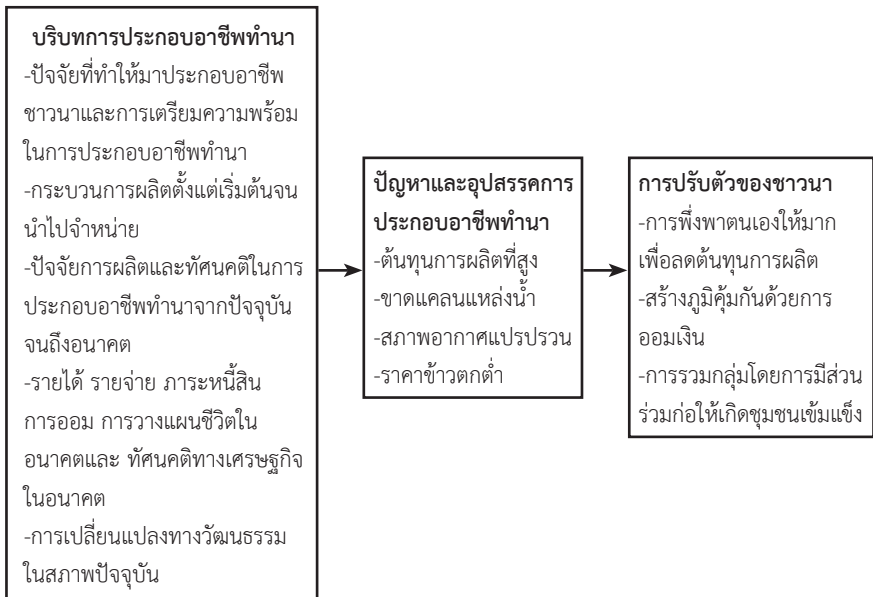 บริบทการประกอบอาชีพทำนา
-ปัจจัยที่ทำให้มาประกอบอาชีพ
ชาวนาและการเตรียมความพร้อม
ในการประกอบอาชีพทำนา
-กระบวนการผลิตตั้งแต่เริ่มต้นจน
นำไปจำหน่าย
-ปัจจัยการผลิตและทัศนคติในการ
ประกอบอาชีพทำนาจากปัจจุบัน
จนถึงอนาคต
-รายได้ รายจ่าย ภาระหนี้สิน
การออม การวางแผนชีวิตใน
อนาคตและ ทัศนคติทางเศรษฐกิจ
ในอนาคต
-การเปลี่ยนแปลงทางวัฒนธรรม
ในสภาพปัจจุบัน
ปัญหาและอุปสรรคการ
ประกอบอาชีพทำนา
-ต้นทุนการผลิตที่สูง
-ขาดแคลนแหล่งน้ำ
-สภาพอากาศแปรปรวน
-ราคาข้าวตกต่ำ
การปรับตัวของชาวนา
-การพึ่งพาตนเองให้มาก
เพื่อลดต้นทุนการผลิต
-สร้างภูมิคุ้มกันด้วยการ
ออมเงิน
-การรวมกลุ่มโดยการมีส่วน
ร่วมก่อให้เกิดชุมชนเข้มแข็ง